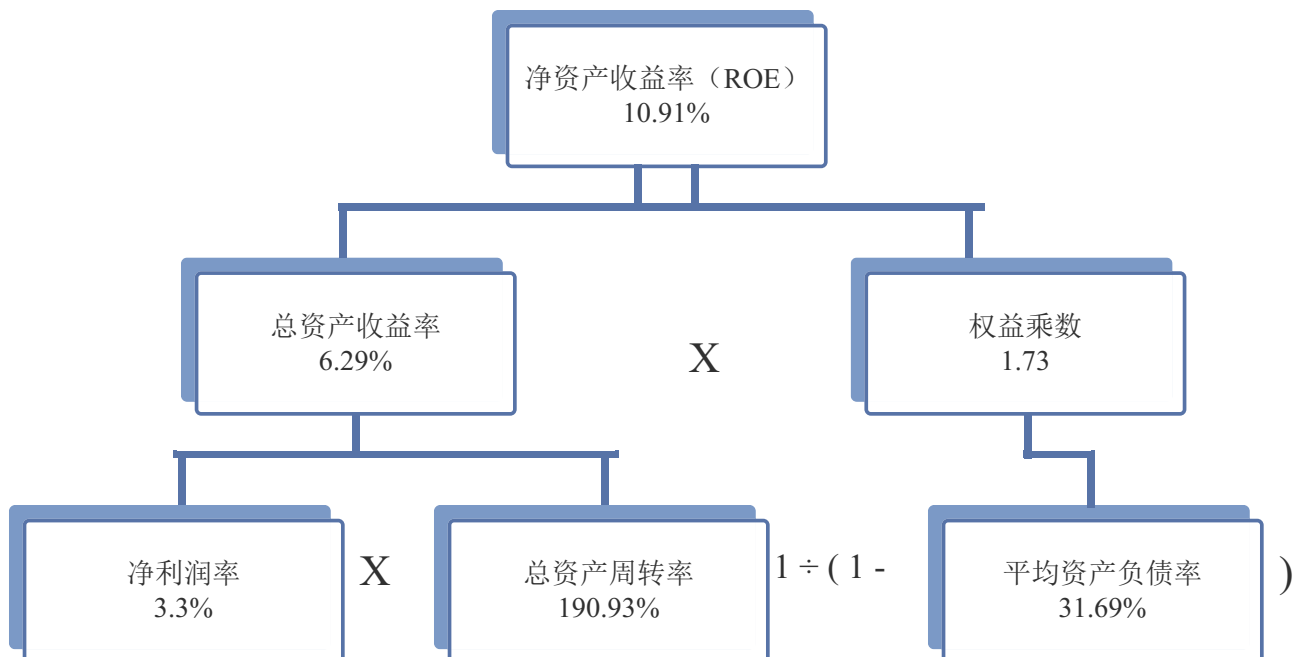 净资产收益率（ROE）
10.91%
总资产收益率
6.29%
X
权益乘数
1.73
净利润率
3.3%
X
总资产周转率
190.93%
1 ÷ ( 1 -
平均资产负债率
31.69%
)